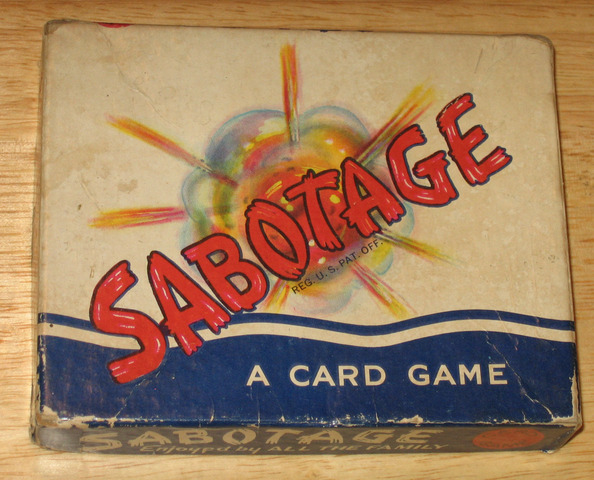 SABOTAGE
REG. U. S. PAT. OFF.
A CARD GAME
SABOTAGE
Enjoyed by ALL THE FAMILY